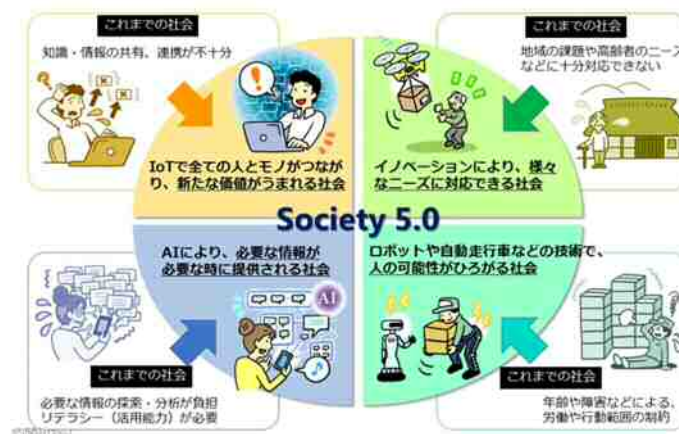 これまでの社会
知識・情報の共有、連携が不十分
IoTで全ての人とモノがつなが
り、新たな価値がうまれる社会
これまでの社会
地域の課題や高齢者のニーズ
などに十分対応できない
イノベーションにより、様々
なニーズに対応できる社会
Society 5.0
AIにより、必要な情報が
必要な時に提供される社会
AI
これまでの社会
必要な情報の探索・分析が負担
リテラシー（活用能力）が必要
ロボットや自動走行車などの技術で、
人の可能性がひろがる社会
これまでの社会
年齢や障害などによる、
労働や行動範囲の制約